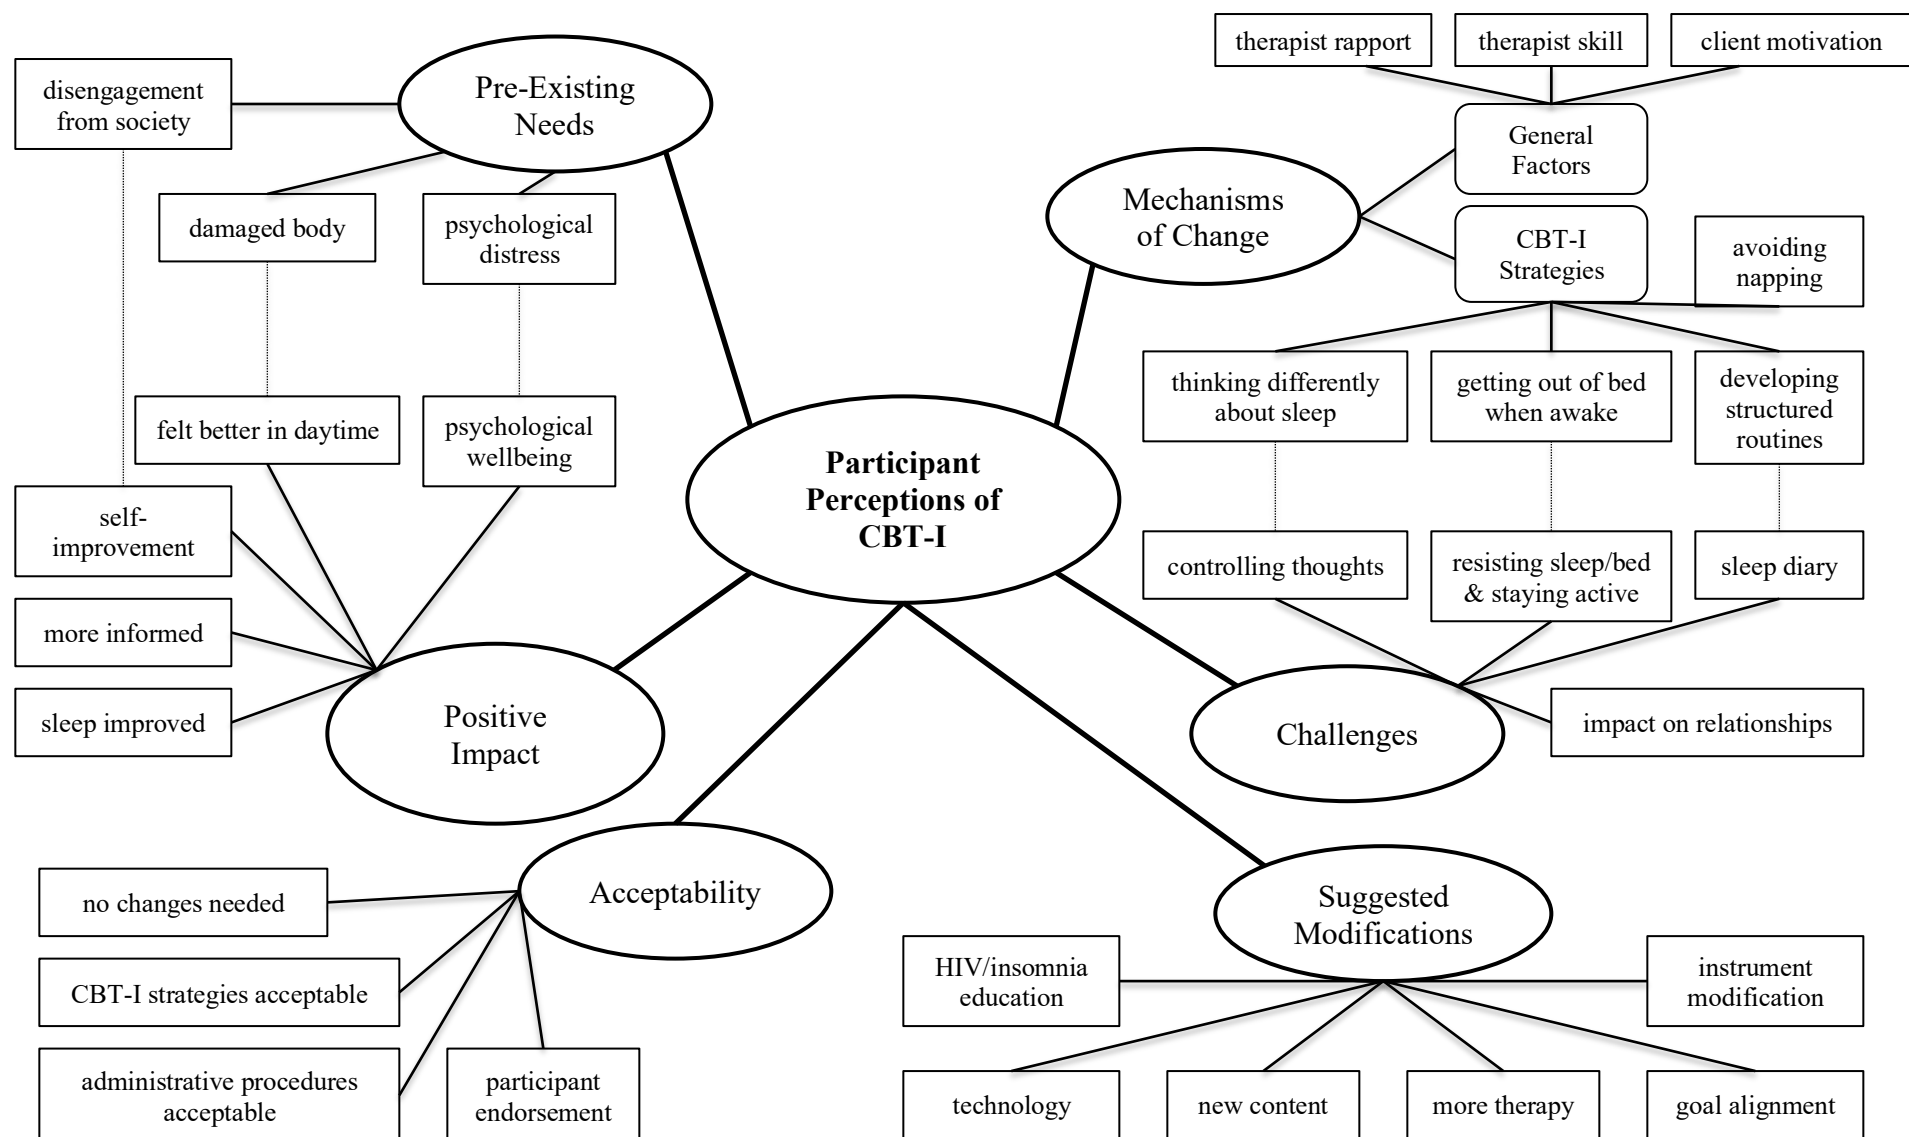 therapist rapport
therapist skill
client motivation
Pre-Existing
Needs
disengagement
from society
General
Factors
Mechanisms
of Change
damaged body
psychological
distress
CBT-I
Strategies
avoiding
napping
thinking differently
about sleep
getting out of bed
when awake
developing
structured
routines
felt better in daytime
psychological
wellbeing
Participant
Perceptions of
CBT-I
self-
improvement
controlling thoughts
resisting sleep/bed
& staying active
sleep diary
more informed
sleep improved
Positive
Impact
Challenges
impact on relationships
no changes needed
Acceptability
Suggested
Modifications
CBT-I strategies acceptable
HIV/insomnia
education
instrument
modification
administrative procedures
acceptable
participant
endorsement
technology
new content
more therapy
goal alignment